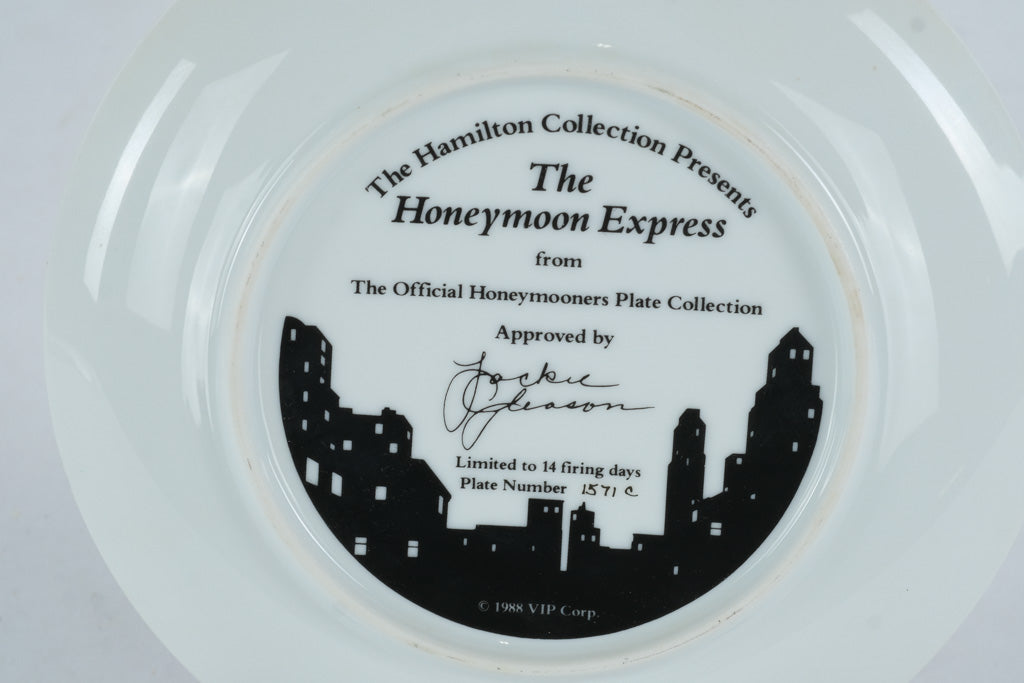 The Hamilton Collection Presents
The
Honeymoon Express
from
The Official Honeymooners Plate Collection
Approved by
Jackie
Gleason
Limited to 14 firing days
Plate Number 1571 C
© 1988 VIP Corp.